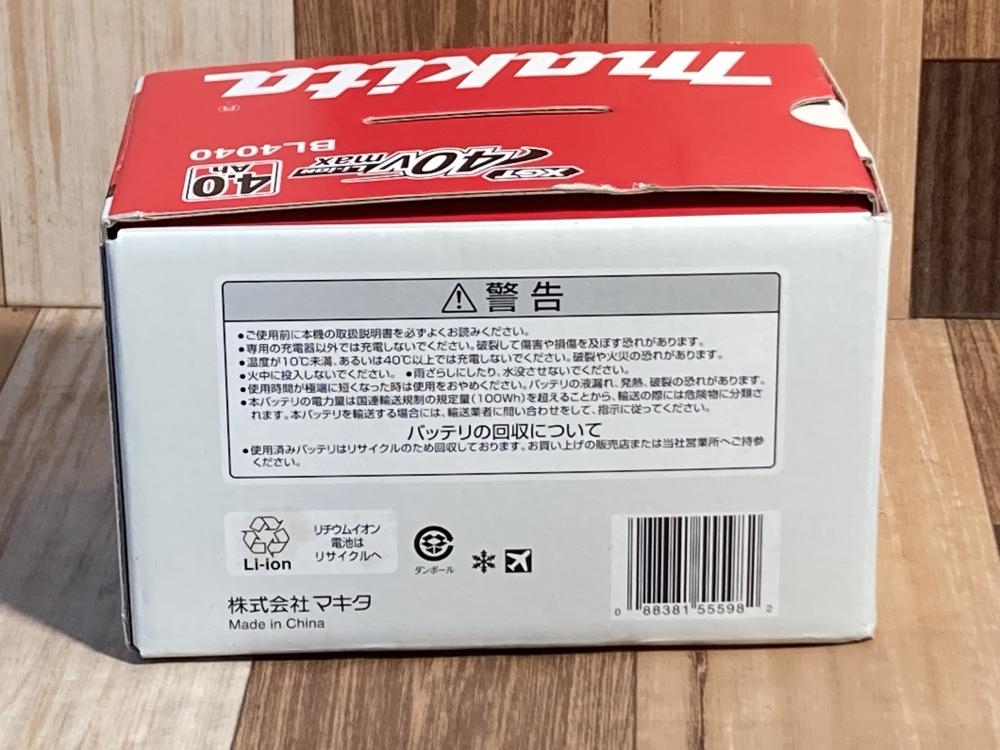 makita
®
BL4040
4.0
Ah
XGT
40Vmax
Li-ION
警告
●ご使用前に本機の取扱説明書を必ずよくお読みください。
●専用の充電器以外では充電しないでください。破裂して傷害や損傷を及ぼす恐れがあります。
●温度が10℃未満、あるいは40℃以上では充電しないでください。破裂や火災の恐れがあります。
●火中に投入しないでください。 ●雨ざらしにしたり、水没させないでください。
●使用時間が極端に短くなった時は使用をおやめください。バッテリの液漏れ、発熱、破裂の恐れがあります。
●本バッテリの電力量は国連輸送規制の規定量(100Wh)を超えることから、輸送の際には危険物に分類さ
れます。本バッテリを輸送する場合には、輸送業者に問い合わせをして、指示に従ってください。
バッテリの回収について
●使用済みバッテリはリサイクルのため回収しております。お買い上げの販売店または当社営業所へご持参
ください。
Li-ion
リチウムイオン
電池は
リサイクルへ
ダンボール
0 88381 55598 2
株式会社マキタ
Made in China